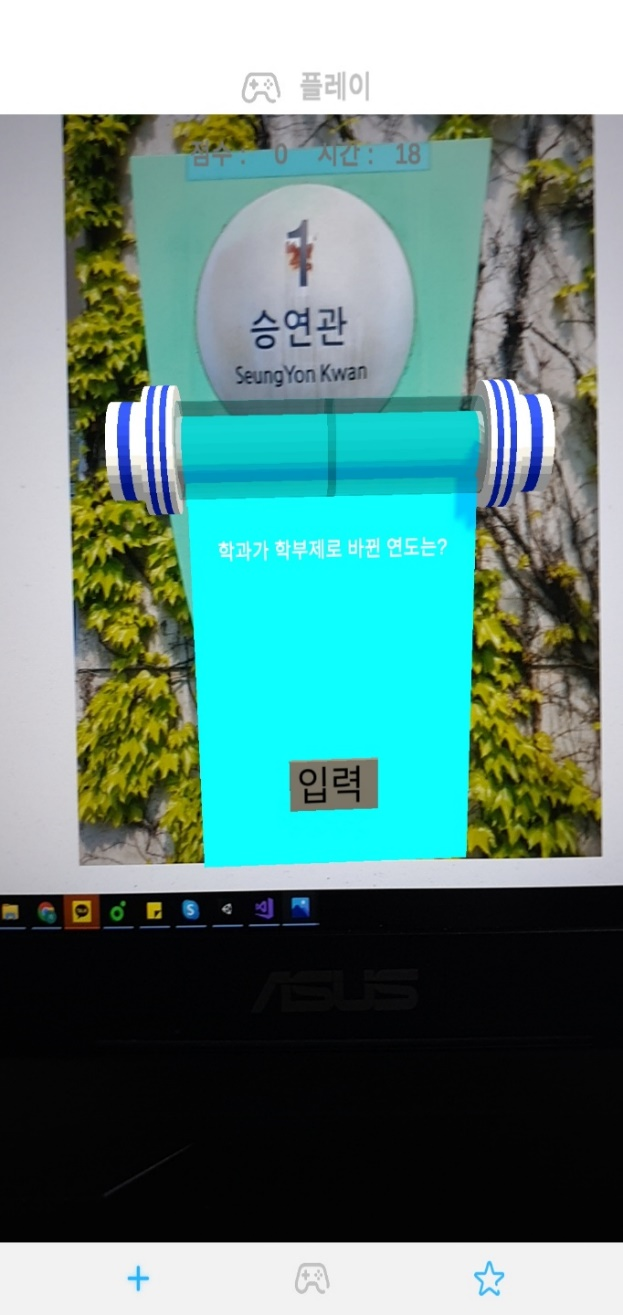 플레이
점수 : 0 시간 : 18
1
승연관
SeungYon Kwan
학과가 학부제로 바뀐 연도는?
입력
ASUS